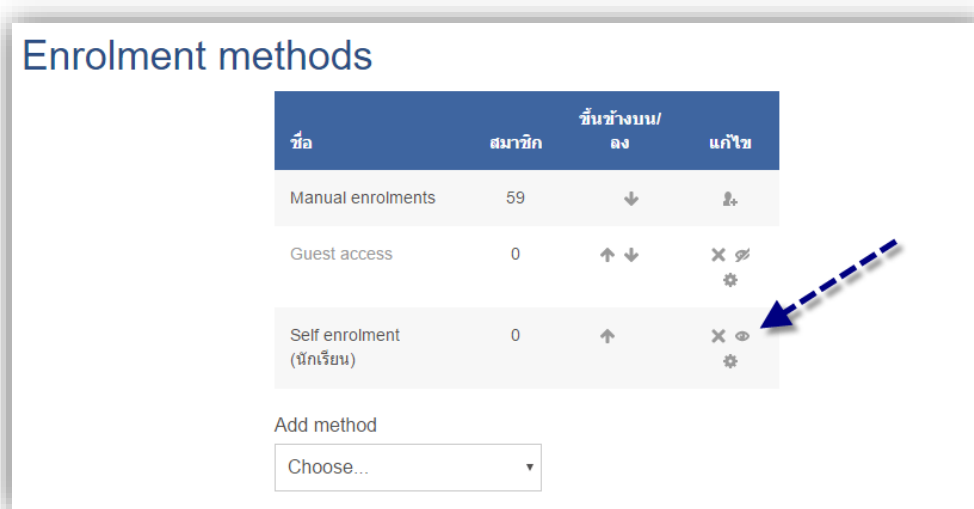 Enrolment methods
ชื่อ สมาชิก ขึ้นข้างบน/
ลง แก้ไข
Manual enrolments 59
Guest access 0
Self enrolment 0
(นักเรียน)
Add method
Choose...